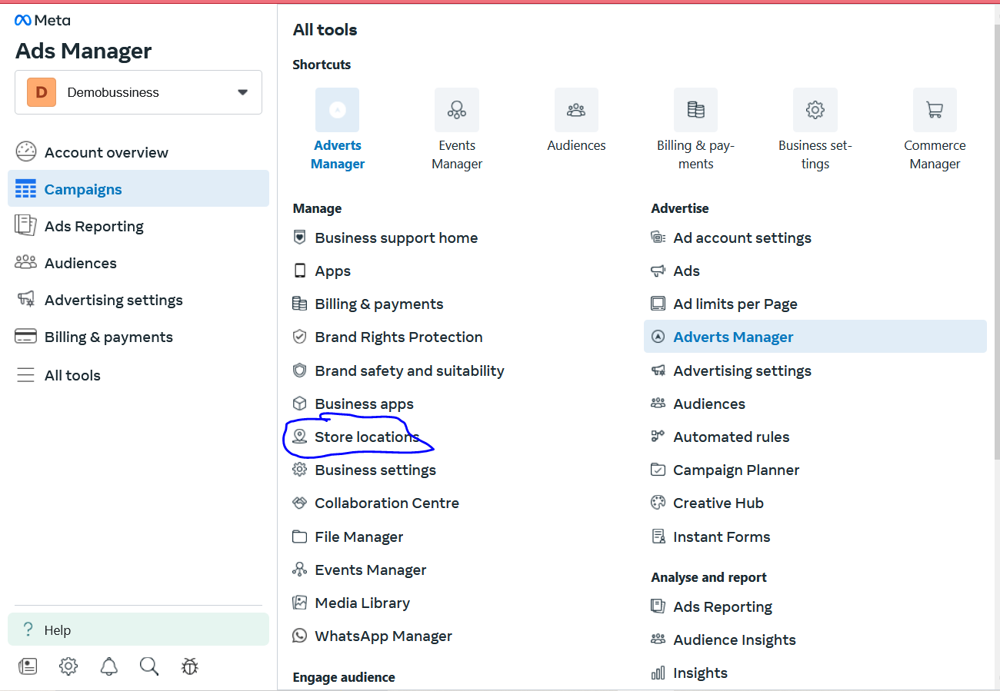 Meta
Ads Manager
D
Demobussiness
Account overview
Campaigns
Ads Reporting
Audiences
Advertising settings
Billing & payments
All tools
? Help
All tools
Shortcuts
Adverts
Manager
Events
Manager
Audiences
Billing & pay-
ments
Business set-
tings
Commerce
Manager
Manage
Business support home
Apps
Billing & payments
Brand Rights Protection
Brand safety and suitability
Business apps
Store locations
Business settings
Collaboration Centre
File Manager
Events Manager
Media Library
WhatsApp Manager
Engage audience
Advertise
Ad account settings
Ads
Ad limits per Page
Adverts Manager
Advertising settings
Audiences
Automated rules
Campaign Planner
Creative Hub
Instant Forms
Analyse and report
Ads Reporting
Audience Insights
Insights